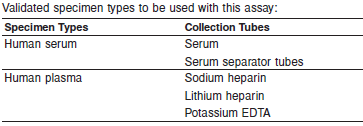 Validated specimen types to be used with this assay:
Specimen Types Collection Tubes
Human serum Serum
Serum separator tubes
Human plasma Sodium heparin
Lithium heparin
Potassium EDTA